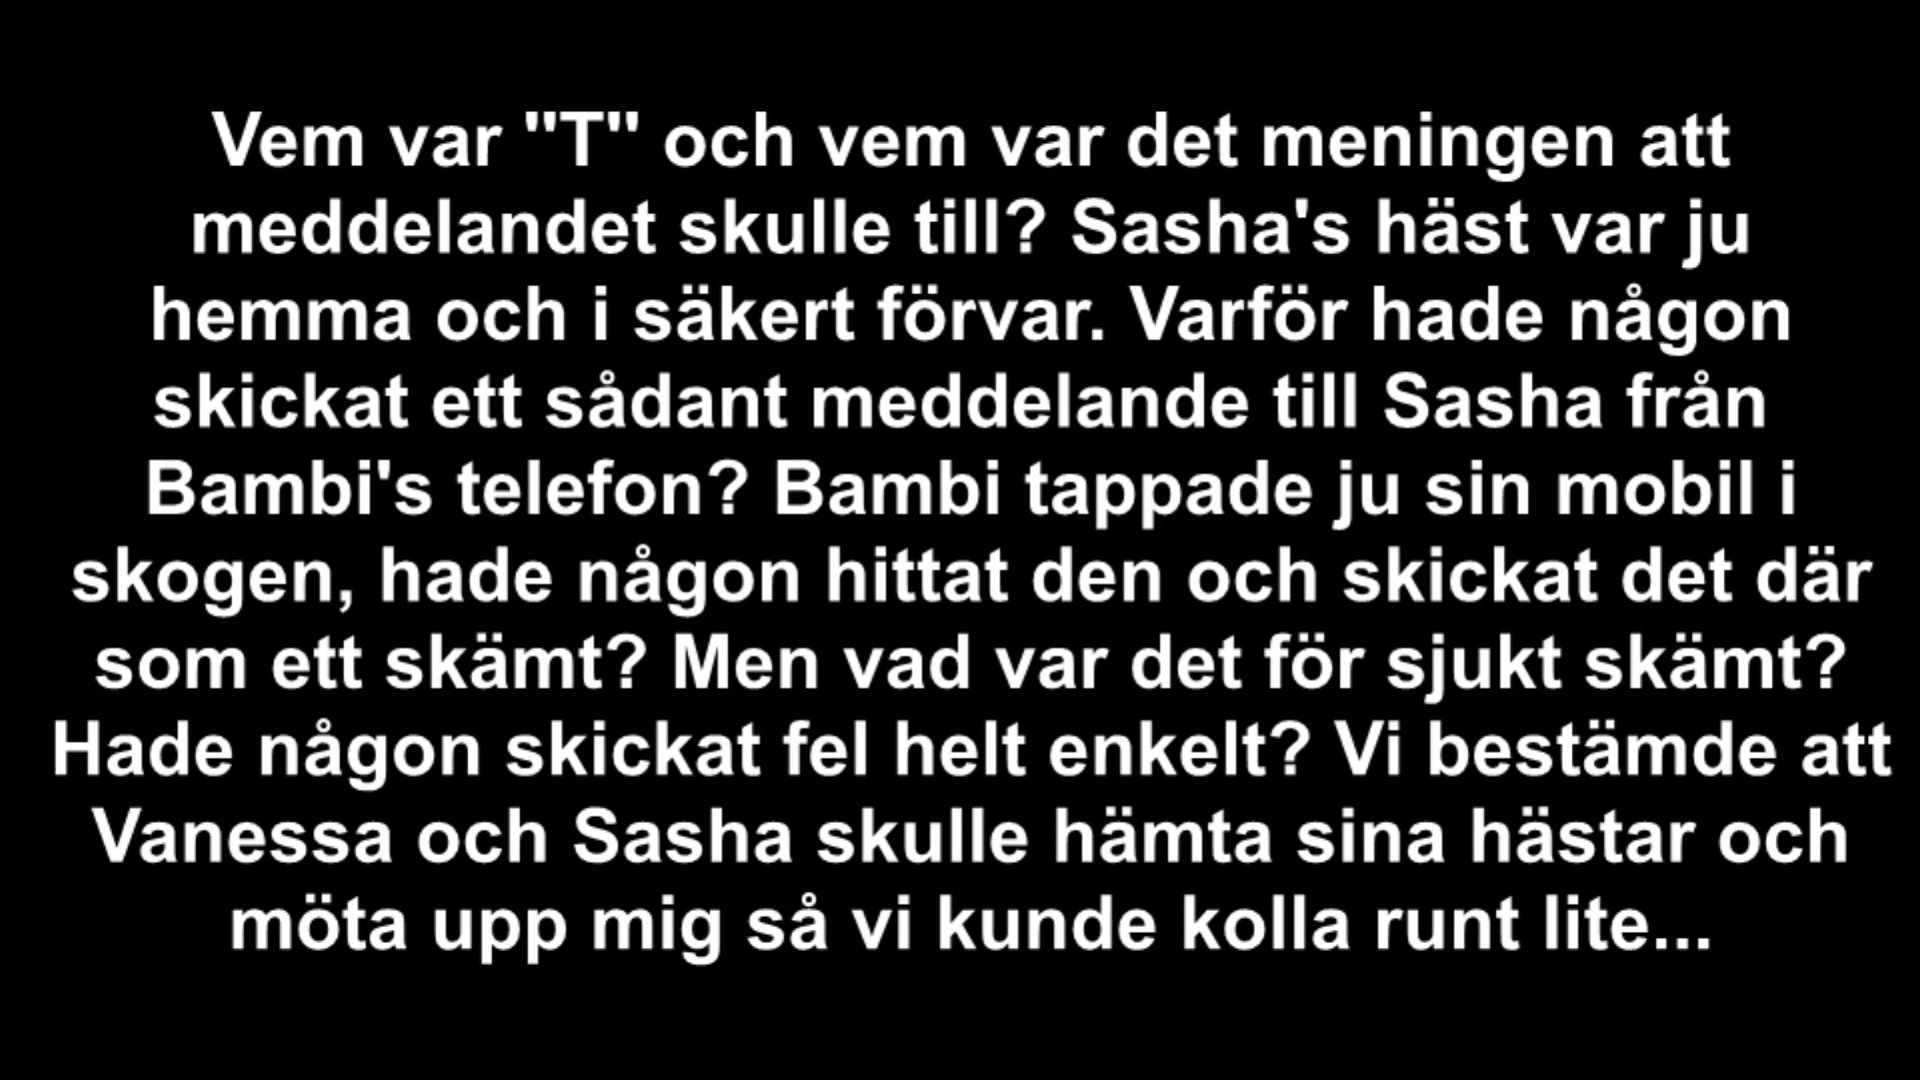 Vem var "T" och vem var det meningen att
meddelandet skulle till? Sasha's häst var ju
hemma och i säkert förvar. Varför hade någon
skickat ett sådant meddelande till Sasha från
Bambi's telefon? Bambi tappade ju sin mobil i
skogen, hade någon hittat den och skickat det där
som ett skämt? Men vad var det för sjukt skämt?
Hade någon skickat fel helt enkelt? Vi bestämde att
Vanessa och Sasha skulle hämta sina hästar och
möta upp mig så vi kunde kolla runt lite...